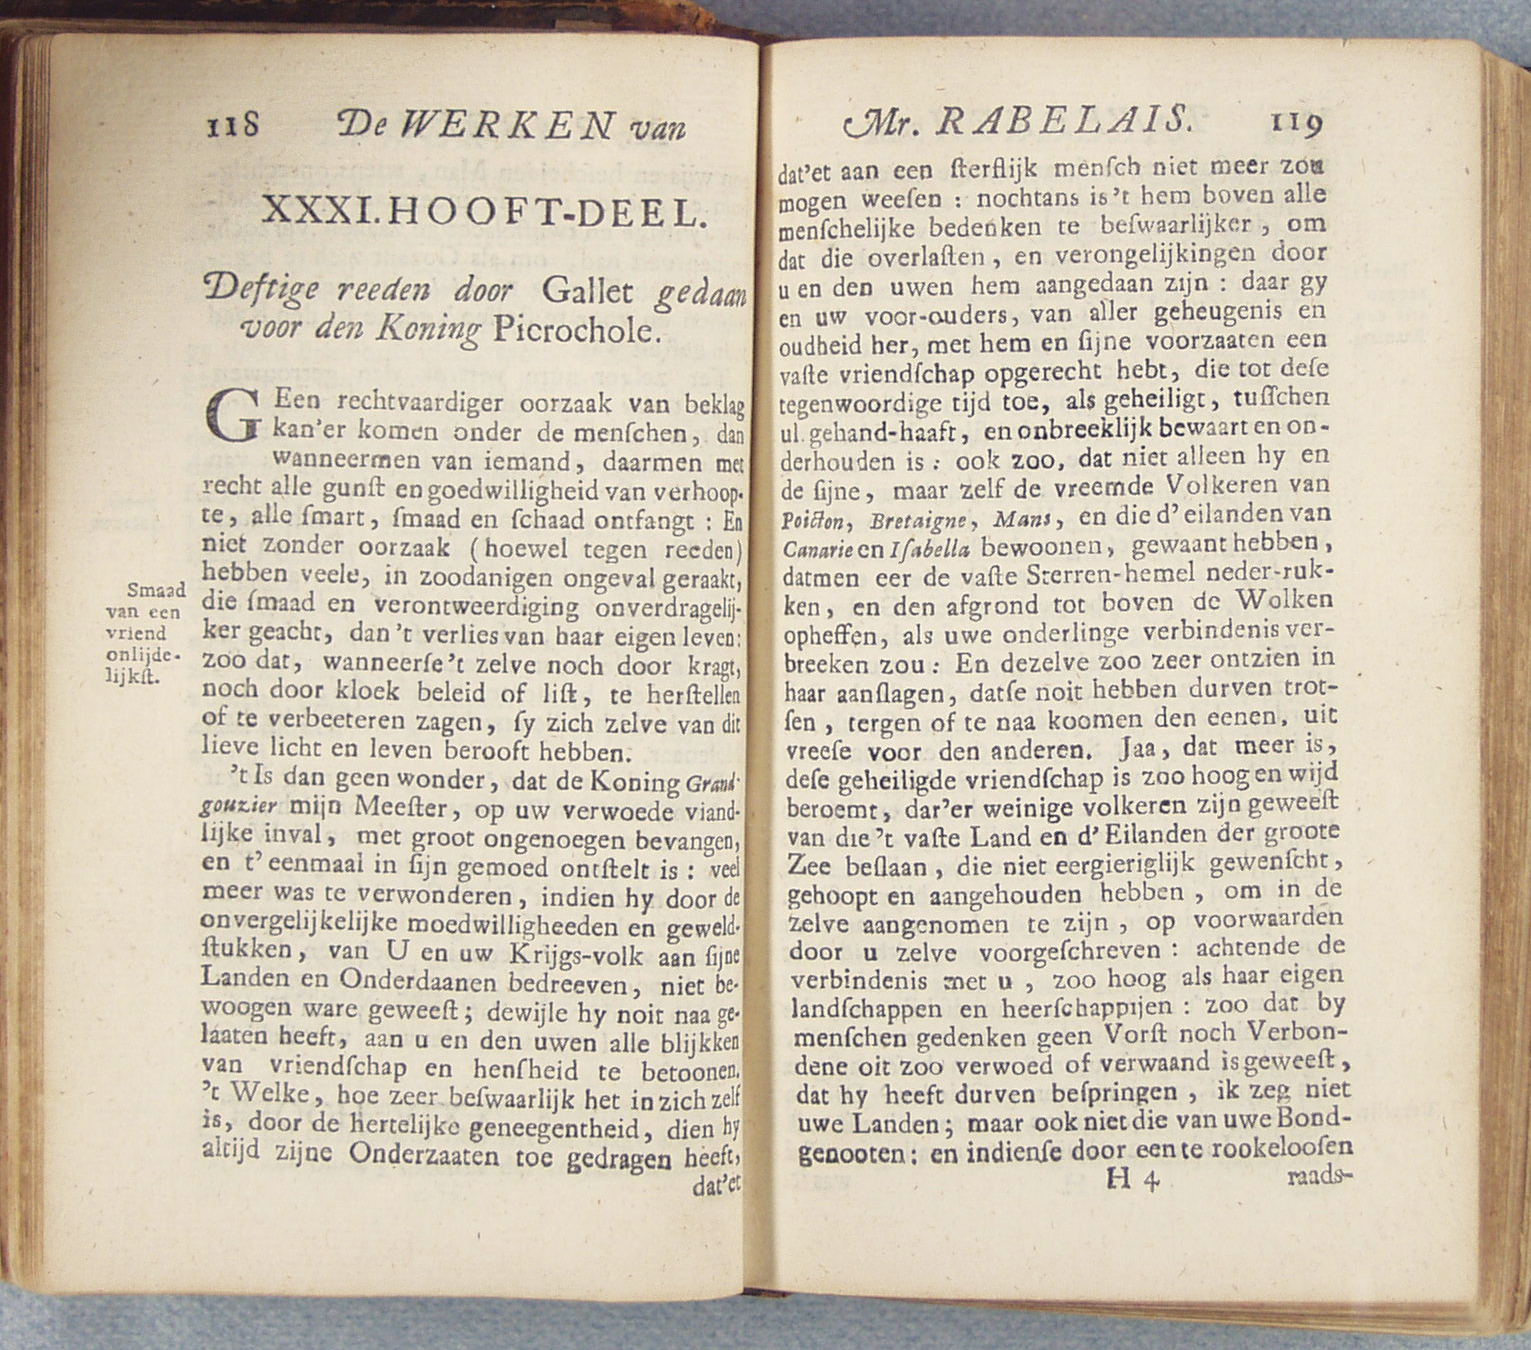 118 De WERKEN van
XXXI. HOOFT-DEEL.
Deftige reeden door Gallet gedaan
voor den Koning Picrochole.
GEen rechtvaardiger oorzaak van beklag
kan'er komen onder de menſchen, dan
wanneermen van iemand, daarmen met
recht alle gunſt en goedwilligheid van verhoop-
te, alle ſmart, ſmaad en ſchaad ontfangt : En
niet zonder oorzaak (hoewel tegen reeden)
hebben veele, in zoodanigen ongeval geraakt,
die ſmaad en verontweerdiging onverdragelij-
ker geacht, dan 't verlies van haar eigen leven:
zoo dat, wanneerſe 't zelve noch door kragt,
noch door kloek beleid of liſt, te herſtellen
of te verbeeteren zagen, ſy zich zelve van dit
lieve licht en leven berooft hebben.
Smaad
van een
vriend
onlijde-
lijkſt.
't Is dan geen wonder, dat de Koning Grand-
gouzier mijn Meeſter, op uw verwoede viand-
lijke inval, met groot ongenoegen bevangen,
en t' eenmaal in ſijn gemoed ontſtelt is : veel
meer was te verwonderen, indien hy door de
onvergelijkelijke moedwilligheeden en geweld-
ſtukken, van U en uw Krijgs-volk aan ſijne
Landen en Onderdaanen bedreeven, niet be-
woogen ware geweeſt; dewijle hy noit naa ge-
laaten heeft, aan u en den uwen alle blijkken
van vriendſchap en henſheid te betoonen.
't Welke, hoe zeer beſwaarlijk het in zich zelf
is, door de hertelijke geneegentheid, dien hy
altijd zijne Onderzaaten toe gedragen heeft,
dat'et
Mr. RABELAIS. 119
dat'et aan een ſterflijk menſch niet meer zou
mogen weeſen : nochtans is 't hem boven alle
menſchelijke bedenken te beſwaarlijker, om
dat die overlaſten, en verongelijkingen door
u en den uwen hem aangedaan zijn : daar gy
en uw voor-ouders, van aller geheugenis en
oudheid her, met hem en ſijne voorzaaten een
vaſte vriendſchap opgerecht hebt, die tot deſe
tegenwoordige tijd toe, als geheiligt, tuſſchen
ul. gehand-haaft, en onbreeklijk bewaart en on-
derhouden is : ook zoo, dat niet alleen hy en
de ſijne, maar zelf de vreemde Volkeren van
Poicton, Bretaigne, Mans, en die d' eilanden van
Canarie en Iſabella bewoonen, gewaant hebben,
datmen eer de vaſte Sterren-hemel neder-ruk-
ken, en den afgrond tot boven de Wolken
opheffen, als uwe onderlinge verbindenis ver-
breeken zou : En dezelve zoo zeer ontzien in
haar aanſlagen, datſe noit hebben durven trot-
ſen, tergen of te naa koomen den eenen, uit
vreeſe voor den anderen. Jaa, dat meer is,
deſe geheiligde vriendſchap is zoo hoog en wijd
beroemt, dat'er weinige volkeren zijn geweeſt
van die 't vaſte Land en d' Eilanden der groote
Zee beſlaan, die niet eergieriglijk gewenſcht,
gehoopt en aangehouden hebben, om in de
zelve aangenomen te zijn, op voorwaarden
door u zelve voorgeſchreven : achtende de
verbindenis met u, zoo hoog als haar eigen
landſchappen en heerſchappijen : zoo dat by
menſchen gedenken geen Vorſt noch Verbon-
dene oit zoo verwoed of verwaand is geweeſt,
dat hy heeft durven beſpringen, ik zeg niet
uwe Landen; maar ook niet die van uwe Bond-
genooten: en indienſe door een te rookelooſen
H 4 raads-